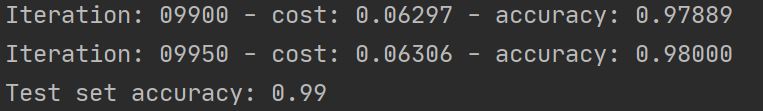 Iteration: 09900 - cost: 0.06297 - accuracy: 0.97889
Iteration: 09950 - cost: 0.06306 - accuracy: 0.98000
Test set accuracy: 0.99